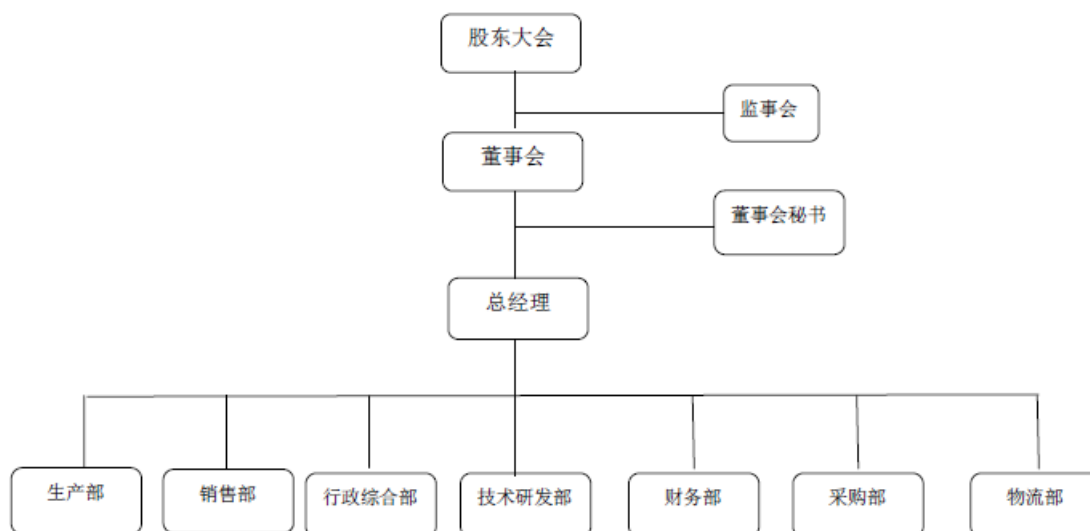 股东大会
监事会
董事会
董事会秘书
总经理
生产部
销售部
行政综合部
技术研发部
财务部
采购部
物流部